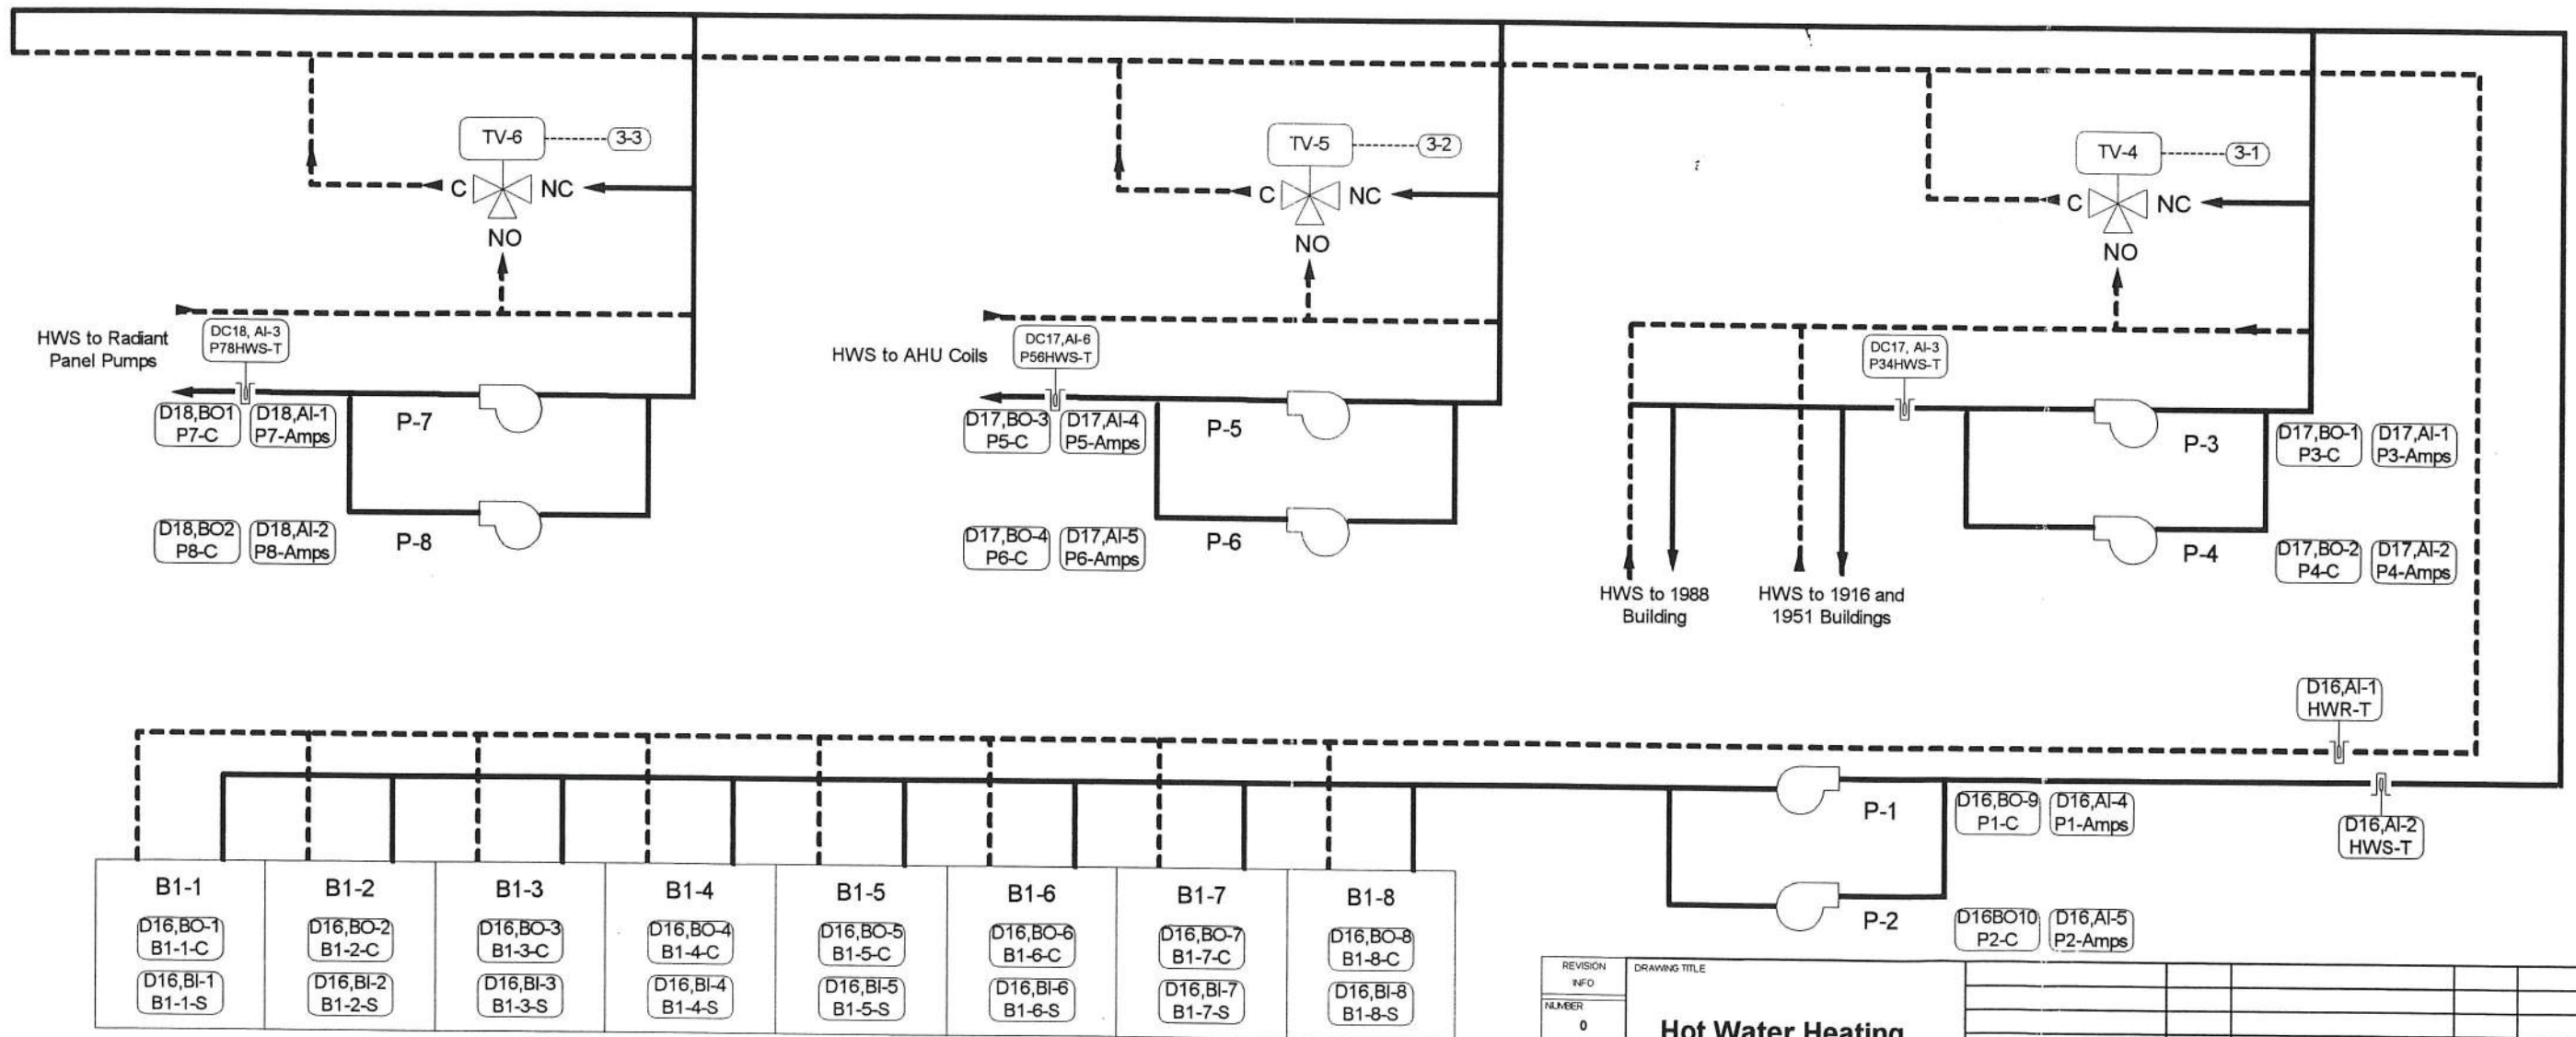 TV-6
3-3
C
NC
NO
TV-5
3-2
C
NC
NO
TV-4
3-1
C
NC
NO
HWS to Radiant
Panel Pumps
DC18, AI-3
P78HWS-T
D18,BO1
P7-C
D18,AI-1
P7-Amps
P-7
D18,BO2
P8-C
D18,AI-2
P8-Amps
P-8
HWS to AHU Coils
DC17,AI-6
P56HWS-T
D17,BO-3
P5-C
D17,AI-4
P5-Amps
P-5
D17,BO-4
P6-C
D17,AI-5
P6-Amps
P-6
DC17, AI-3
P34HWS-T
P-3
D17,BO-1
P3-C
D17,AI-1
P3-Amps
P-4
D17,BO-2
P4-C
D17,AI-2
P4-Amps
HWS to 1988
Building
HWS to 1916 and
1951 Buildings
D16,AI-1
HWR-T
P-1
D16,BO-9
P1-C
D16,AI-4
P1-Amps
D16,AI-2
HWS-T
P-2
D16BO10
P2-C
D16,AI-5
P2-Amps
B1-1
D16,BO-1
B1-1-C
D16,BI-1
B1-1-S
B1-2
D16,BO-2
B1-2-C
D16,BI-2
B1-2-S
B1-3
D16,BO-3
B1-3-C
D16,BI-3
B1-3-S
B1-4
D16,BO-4
B1-4-C
D16,BI-4
B1-4-S
B1-5
D16,BO-5
B1-5-C
D16,BI-5
B1-5-S
B1-6
D16,BO-6
B1-6-C
D16,BI-6
B1-6-S
B1-7
D16,BO-7
B1-7-C
D16,BI-7
B1-7-S
B1-8
D16,BO-8
B1-8-C
D16,BI-8
B1-8-S
REVISION
INFO
NUMBER
0
DRAWING TITLE
Hot Water Heating